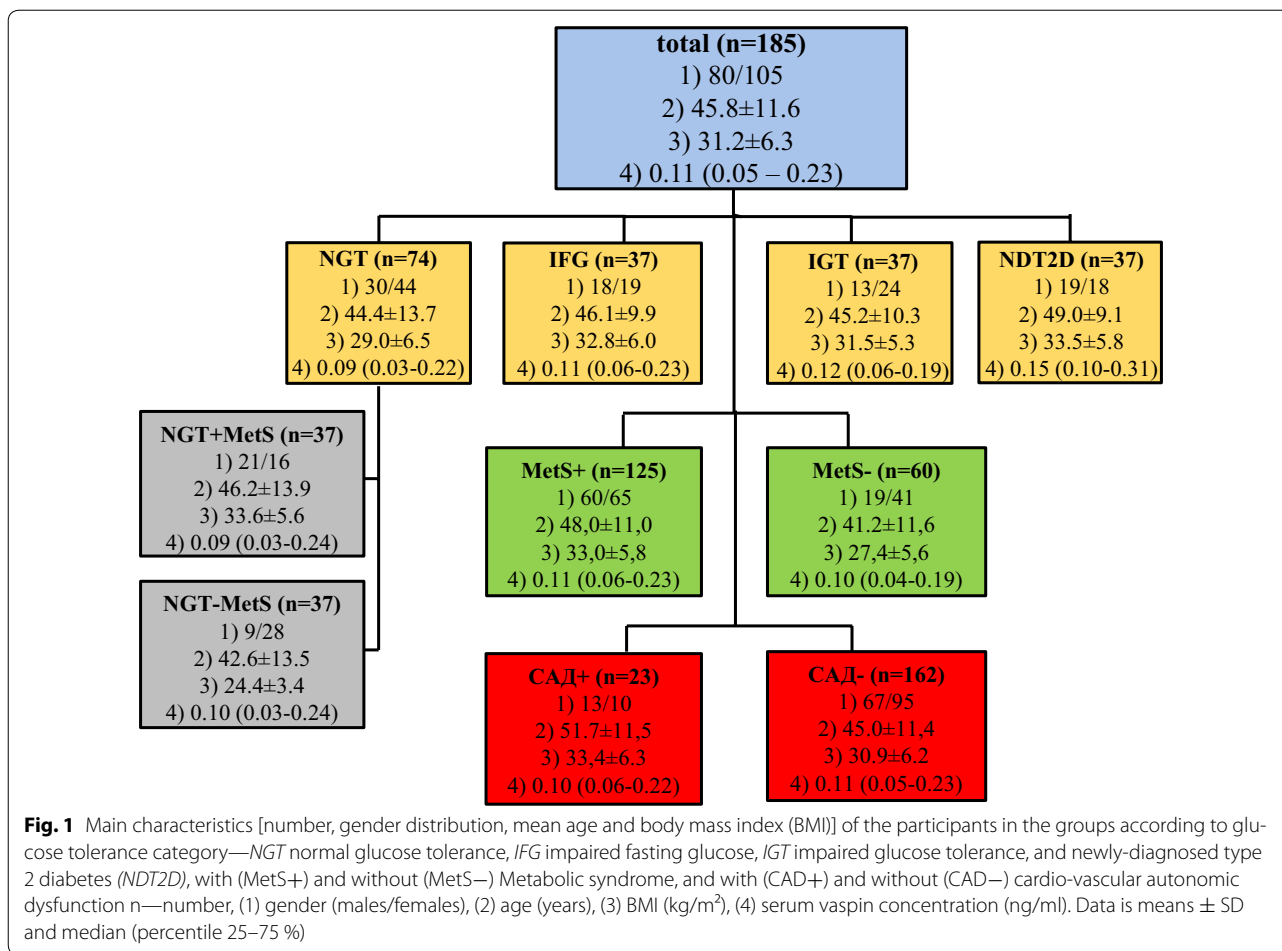 total (n=185)
1) 80/105
2) 45.8±11.6
3) 31.2±6.3
4) 0.11 (0.05 – 0.23)
NGT (n=74)
1) 30/44
2) 44.4±13.7
3) 29.0±6.5
4) 0.09 (0.03-0.22)
IFG (n=37)
1) 18/19
2) 46.1±9.9
3) 32.8±6.0
4) 0.11 (0.06-0.23)
IGT (n=37)
1) 13/24
2) 45.2±10.3
3) 31.5±5.3
4) 0.12 (0.06-0.19)
NDT2D (n=37)
1) 19/18
2) 49.0±9.1
3) 33.5±5.8
4) 0.15 (0.10-0.31)
NGT+MetS (n=37)
1) 21/16
2) 46.2±13.9
3) 33.6±5.6
4) 0.09 (0.03-0.24)
MetS+ (n=125)
1) 60/65
2) 48,0±11,0
3) 33,0±5,8
4) 0.11 (0.06-0.23)
MetS- (n=60)
1) 19/41
2) 41.2±11,6
3) 27,4±5,6
4) 0.10 (0.04-0.19)
NGT-MetS (n=37)
1) 9/28
2) 42.6±13.5
3) 24.4±3.4
4) 0.10 (0.03-0.24)
САД+ (n=23)
1) 13/10
2) 51.7±11,5
3) 33,4±6.3
4) 0.10 (0.06-0.22)
САД- (n=162)
1) 67/95
2) 45.0±11,4
3) 30.9±6.2
4) 0.11 (0.05-0.23)
Fig. 1 Main characteristics [number, gender distribution, mean age and body mass index (BMI)] of the participants in the groups according to glu-
cose tolerance category—NGT normal glucose tolerance, IFG impaired fasting glucose, IGT impaired glucose tolerance, and newly-diagnosed type
2 diabetes (NDT2D), with (MetS+) and without (MetS−) Metabolic syndrome, and with (CAD+) and without (CAD−) cardio-vascular autonomic
dysfunction n—number, (1) gender (males/females), (2) age (years), (3) BMI (kg/m²), (4) serum vaspin concentration (ng/ml). Data is means ± SD
and median (percentile 25–75 %)